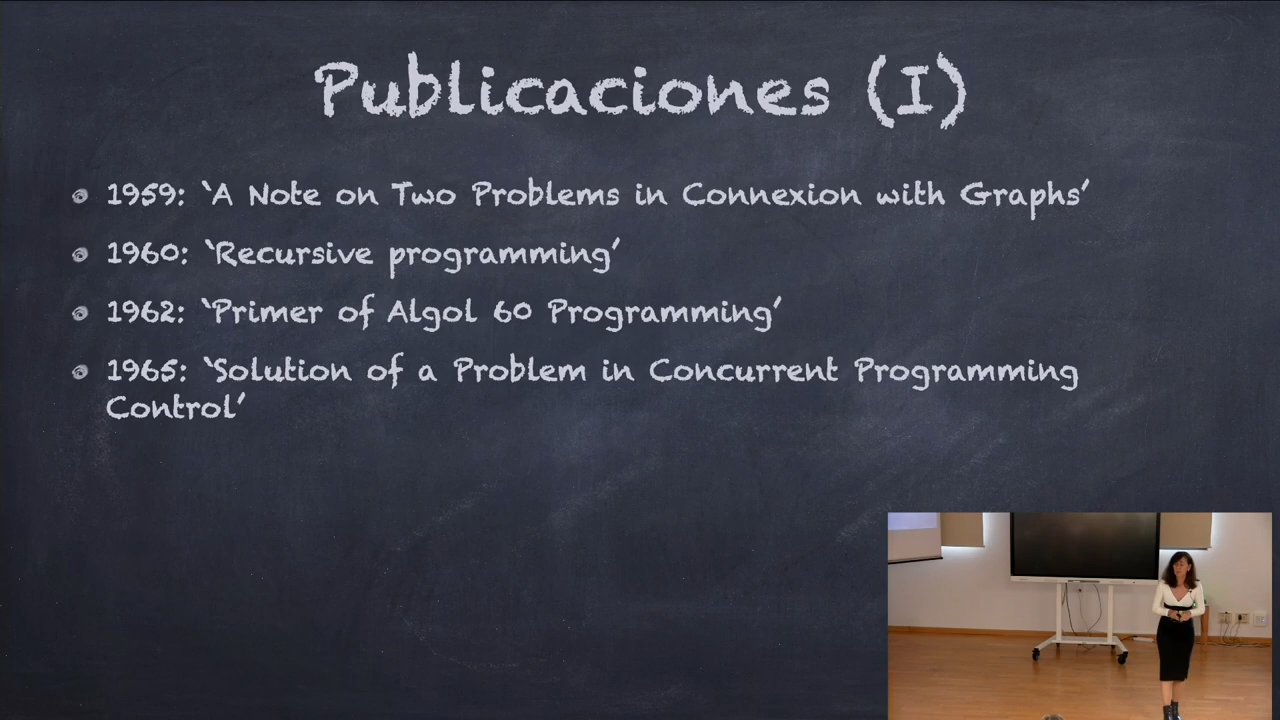 Publicaciones (I)
1959: ‘A Note on Two Problems in Connexion with Graphs’
1960: ‘Recursive programming’
1962: ‘Primer of Algol 60 Programming’
1965: ‘Solution of a Problem in Concurrent Programming
Control’